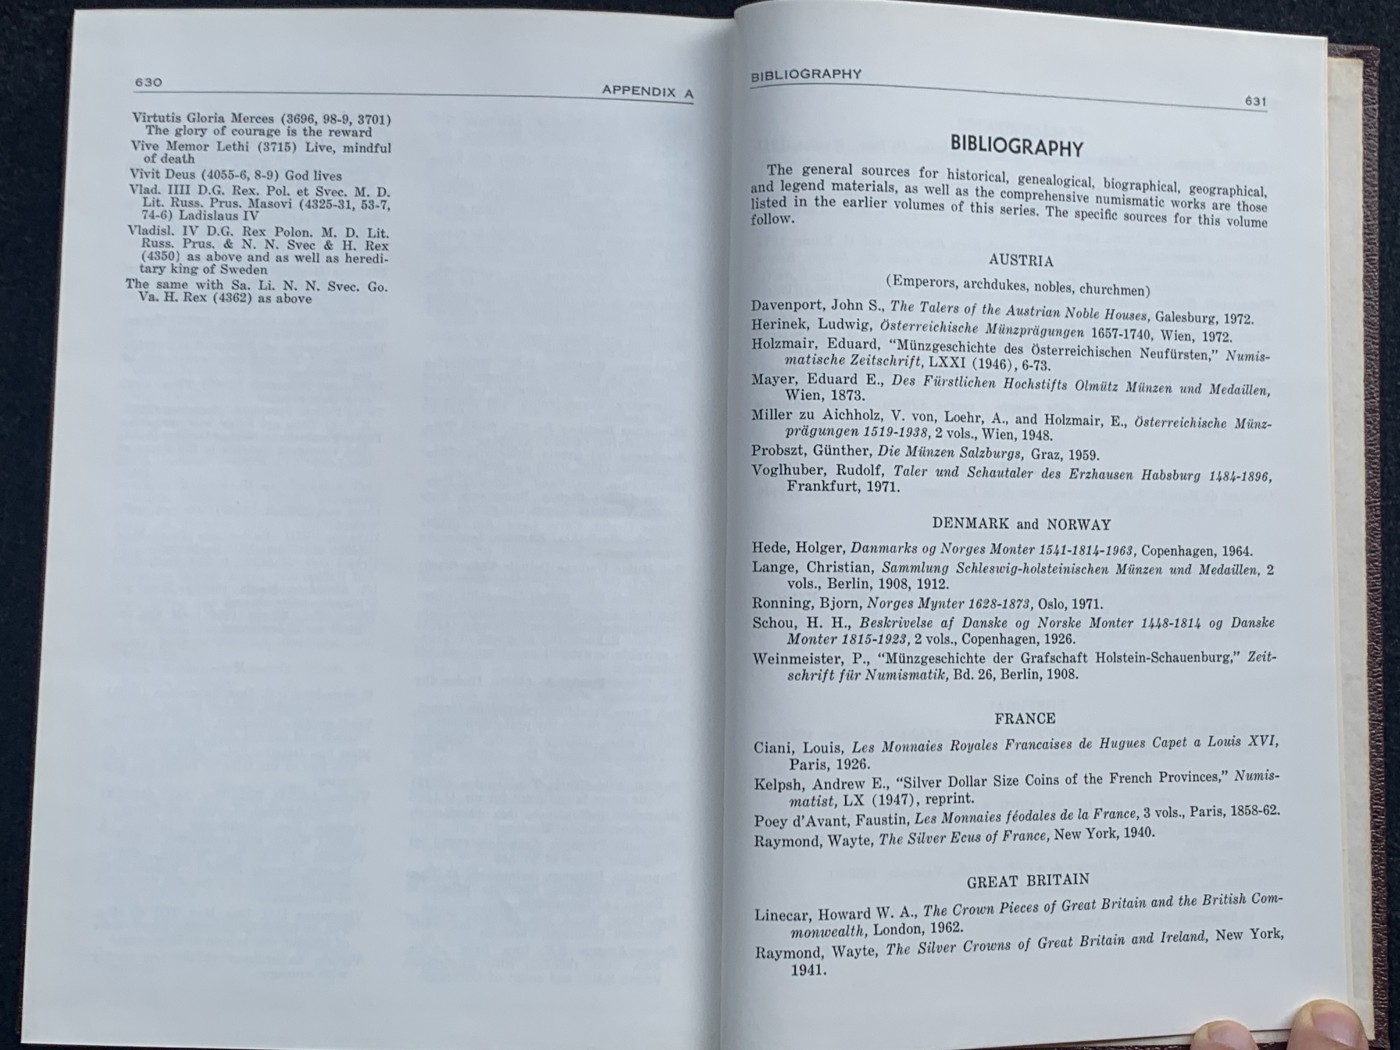 630
APPENDIX A
Virtutis Gloria Merces (3696, 98-9, 3701)
The glory of courage is the reward
Vive Memor Lethi (3715) Live, mindful
of death
Vivit Deus (4055-6, 8-9) God lives
Vlad. IIII D.G. Rex. Pol. et Svec. M. D.
Lit. Russ. Prus. Masovi (4325-31, 53-7,
74-6) Ladislaus IV
Vladisl. IV D.G. Rex Polon. M. D. Lit.
Russ. Prus. & N. N. Svec & H. Rex
(4350) as above and as well as heredi-
tary king of Sweden
The same with Sa. Li. N. N. Svec. Go.
Va. H. Rex (4362) as above
BIBLIOGRAPHY
631
BIBLIOGRAPHY
The general sources for historical, genealogical, biographical, geographical,
and legend materials, as well as the comprehensive numismatic works are those
listed in the earlier volumes of this series. The specific sources for this volume
follow.
AUSTRIA
(Emperors, archdukes, nobles, churchmen)
Davenport, John S., The Talers of the Austrian Noble Houses, Galesburg, 1972.
Herinek, Ludwig, Österreichische Münzprägungen 1657-1740, Wien, 1972.
Holzmair, Eduard, “Münzgeschichte des Österreichischen Neufürsten,” Numis-
matische Zeitschrift, LXXI (1946), 6-73.
Mayer, Eduard E., Des Fürstlichen Hochstifts Olmütz Münzen und Medaillen,
Wien, 1873.
Miller zu Aichholz, V. von, Loehr, A., and Holzmair, E., Österreichische Münz-
prägungen 1519-1938, 2 vols., Wien, 1948.
Probszt, Günther, Die Münzen Salzburgs, Graz, 1959.
Voglhuber, Rudolf, Taler und Schautaler des Erzhausen Habsburg 1484-1896,
Frankfurt, 1971.
DENMARK and NORWAY
Hede, Holger, Danmarks og Norges Monter 1541-1814-1963, Copenhagen, 1964.
Lange, Christian, Sammlung Schleswig-holsteinischen Münzen und Medaillen, 2
vols., Berlin, 1908, 1912.
Ronning, Bjorn, Norges Mynter 1628-1873, Oslo, 1971.
Schou, H. H., Beskrivelse af Danske og Norske Monter 1448-1814 og Danske
Monter 1815-1923, 2 vols., Copenhagen, 1926.
Weinmeister, P., “Münzgeschichte der Grafschaft Holstein-Schauenburg,” Zeit-
schrift für Numismatik, Bd. 26, Berlin, 1908.
FRANCE
Ciani, Louis, Les Monnaies Royales Francaises de Hugues Capet a Louis XVI,
Paris, 1926.
Kelpsh, Andrew E., “Silver Dollar Size Coins of the French Provinces,” Numis-
matist, LX (1947), reprint.
Poey d’Avant, Faustin, Les Monnaies féodales de la France, 3 vols., Paris, 1858-62.
Raymond, Wayte, The Silver Ecus of France, New York, 1940.
GREAT BRITAIN
Linecar, Howard W. A., The Crown Pieces of Great Britain and the British Com-
monwealth, London, 1962.
Raymond, Wayte, The Silver Crowns of Great Britain and Ireland, New York,
1941.